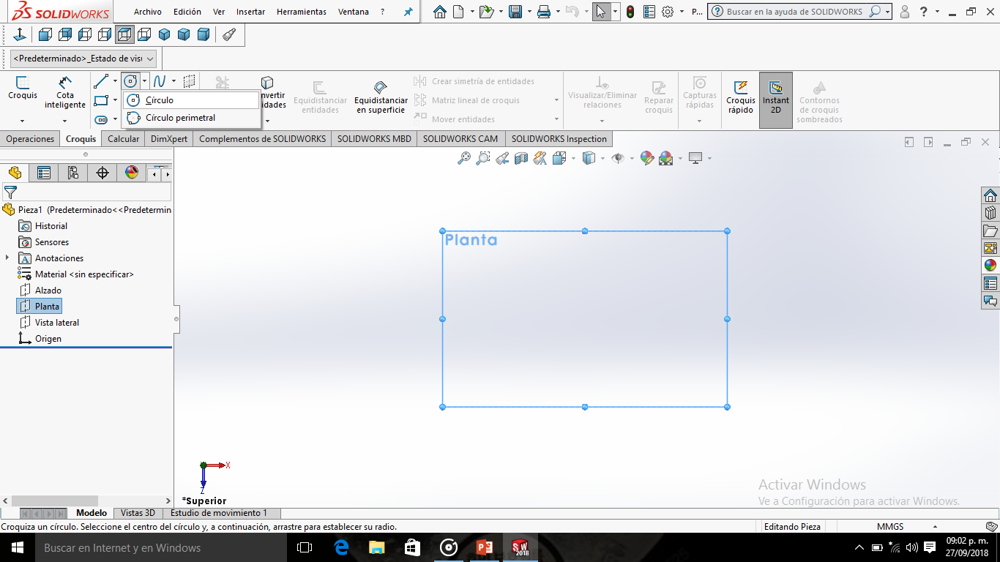 SOLIDWORKS
Archivo Edición Ver Insertar Herramientas Ventana ?
P...
Buscar en la ayuda de SOLIDWORKS
?
<Predeterminado>_Estado de visu
Croquis
Cota inteligente
Círculo
Círculo perimetral
Equidistanciar entidades
Equidistanciar en superficie
Crear simetría de entidades
Matriz lineal de croquis
Mover entidades
Visualizar/Eliminar relaciones
Reparar croquis
Capturas rápidas
Croquis rápido
Instant 2D
Contornos de croquis sombreados
Operaciones Croquis Calcular DimXpert Complementos de SOLIDWORKS SOLIDWORKS MBD SOLIDWORKS CAM SOLIDWORKS Inspection
Pieza1 (Predeterminado<<Predetermin
Historial
Sensores
Anotaciones
Material <sin especificar>
Alzado
Planta
Vista lateral
Origen
Planta
X
Z
*Superior
Activar Windows
Ve a Configuración para activar Windows.
Modelo Vistas 3D Estudio de movimiento 1
Croquiza un círculo. Seleccione el centro del círculo y, a continuación, arrastre para establecer su radio.
Editando Pieza
MMGS
Buscar en Internet y en Windows
SW 2018
09:02 p. m.
27/09/2018